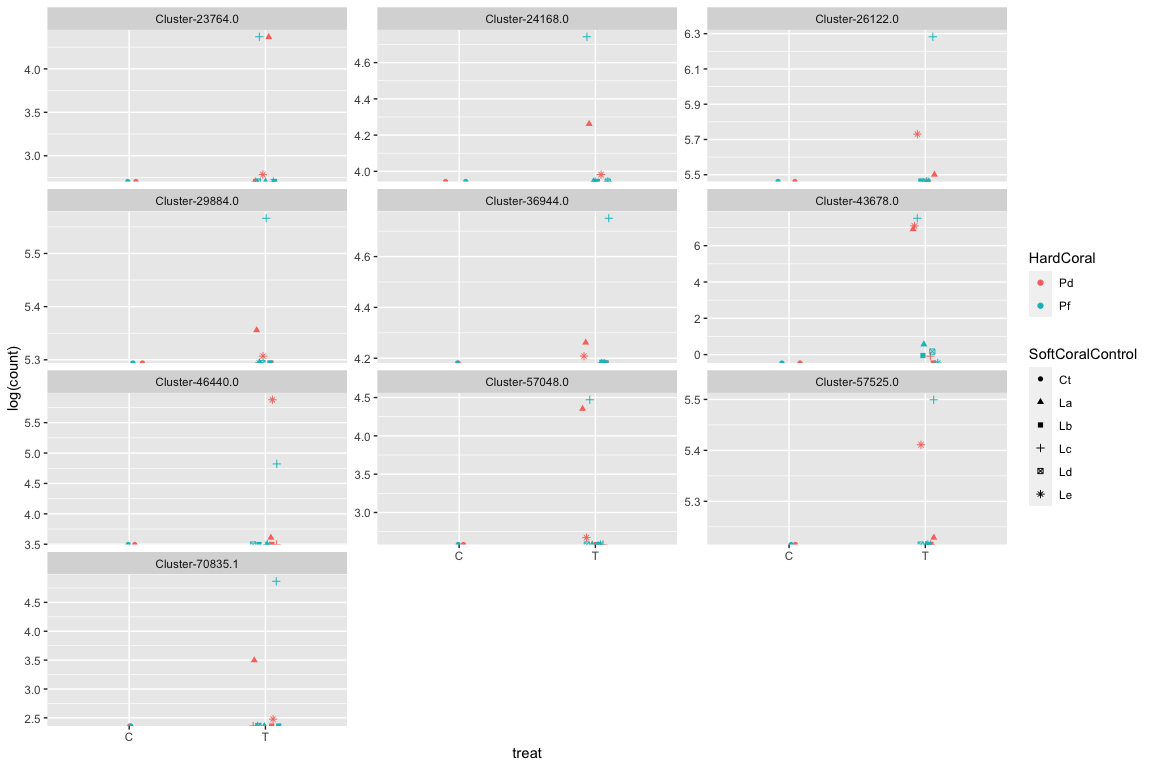 Cluster-23764.0 Cluster-24168.0 Cluster-26122.0
4.0
3.5
3.0
4.6
4.4
4.2
4.0
6.3
6.1
5.9
5.7
5.5
Cluster-29884.0 Cluster-36944.0 Cluster-43678.0
5.5
5.4
5.3
4.6
4.4
4.2
6
4
2
0
Cluster-46440.0 Cluster-57048.0 Cluster-57525.0
5.5
5.0
4.5
4.0
3.5
4.5
4.0
3.5
3.0
5.5
5.4
5.3
C T C T
Cluster-70835.1
4.5
4.0
3.5
3.0
2.5
C T
log(count)
treat
HardCoral
Pd
Pf
SoftCoralControl
Ct
La
Lb
Lc
Ld
Le